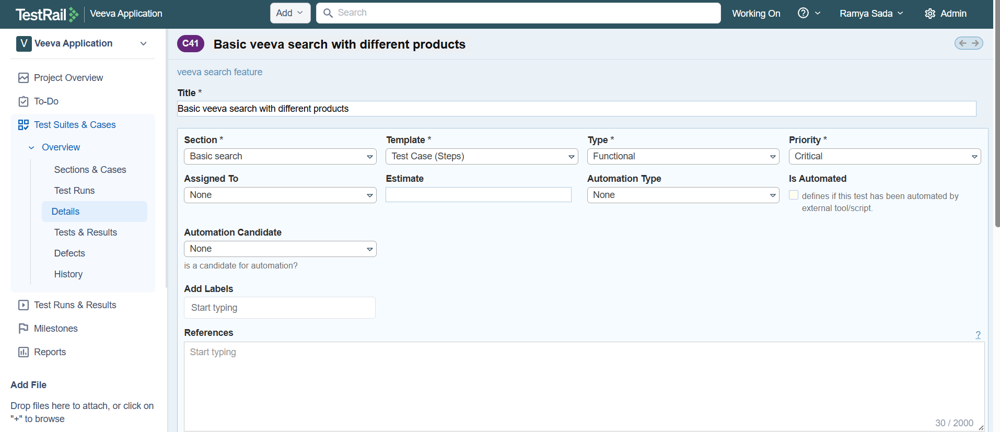 TestRail Veeva Application
Add
Search
Working On
?
Ramya Sada
Admin
V Veeva Application
Project Overview
To-Do
Test Suites & Cases
Overview
Sections & Cases
Test Runs
Details
Tests & Results
Defects
History
Test Runs & Results
Milestones
Reports
Add File
Drop files here to attach, or click on
"+" to browse
C41 Basic veeva search with different products
veeva search feature
Title *
Basic veeva search with different products
Section * Template * Type * Priority *
Basic search Test Case (Steps) Functional Critical
Assigned To Estimate Automation Type Is Automated
None None defines if this test has been automated by
external tool/script.
Automation Candidate
None
is a candidate for automation?
Add Labels
Start typing
References ?
Start typing
30 / 2000